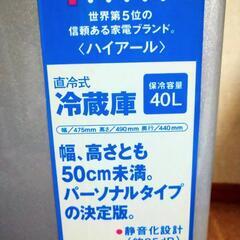 世界第5位の
信頼ある家電ブランド。
〈ハイアール〉
直冷式
冷蔵庫
保冷容量
40L
幅/475mm 高さ/490mm 奥行/440mm
幅、高さとも
50cm未満。
パーソナルタイプ
の決定版。
・静音化設計